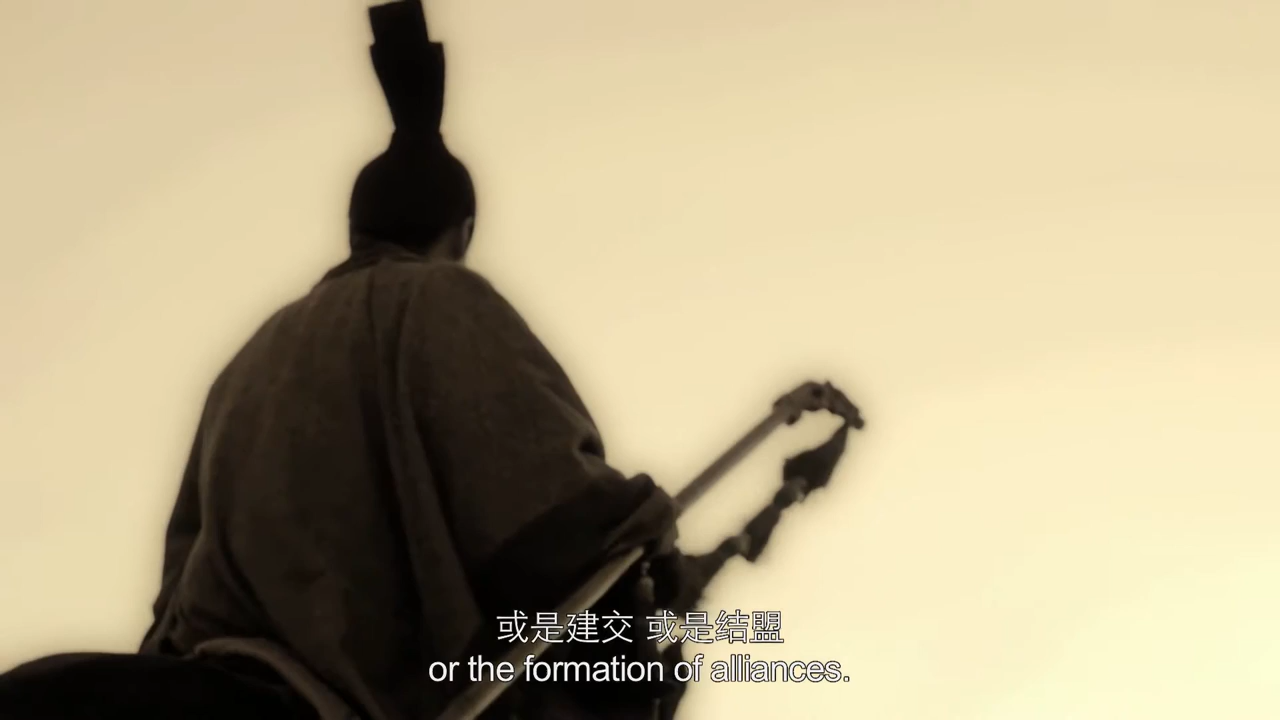 或是建交 或是结盟
or the formation of alliances.